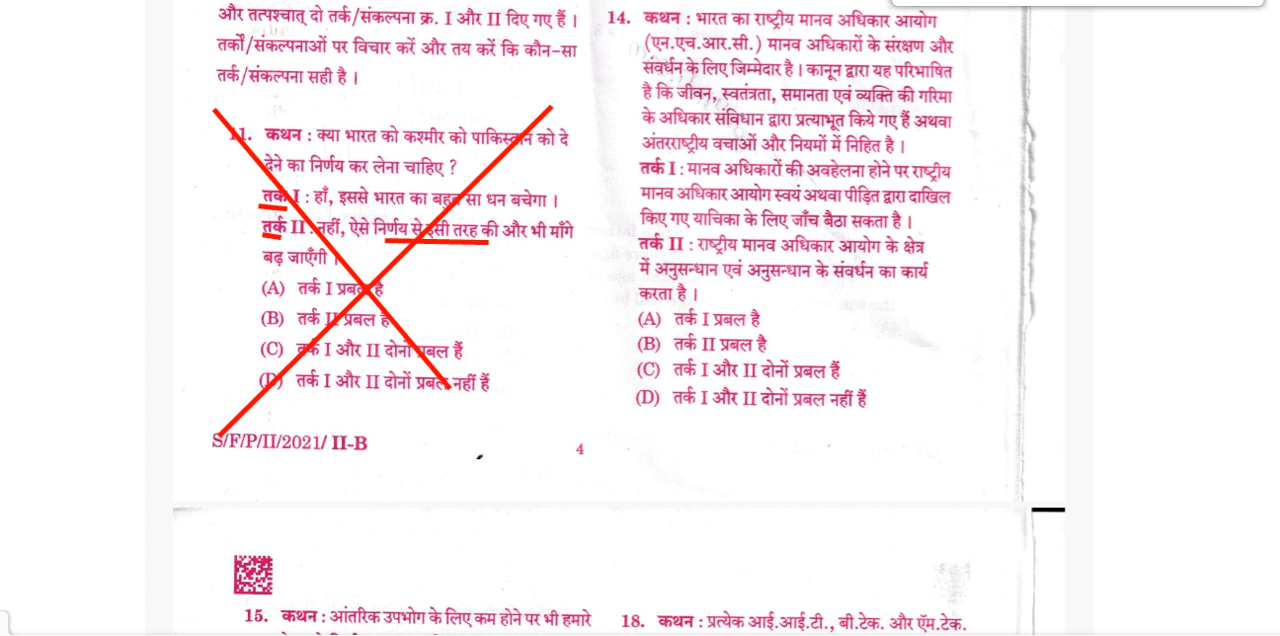 और तत्पश्चात् दो तर्क/संकल्पना क्र. I और II दिए गए हैं ।
तर्कों/संकल्पनाओं पर विचार करें और तय करें कि कौन-सा
तर्क/संकल्पना सही है ।
11. कथन : क्या भारत को कश्मीर को पाकिस्तान को दे
देने का निर्णय कर लेना चाहिए ?
तर्क I : हाँ, इससे भारत का बहुत सा धन बचेगा ।
तर्क II : नहीं, ऐसे निर्णय से इसी तरह की और भी माँगे
बढ़ जाएँगी ।
(A) तर्क I प्रबल है
(B) तर्क II प्रबल है
(C) तर्क I और II दोनों प्रबल हैं
(D) तर्क I और II दोनों प्रबल नहीं हैं
S/F/P/II/2021/ II-B
4
14. कथन : भारत का राष्ट्रीय मानव अधिकार आयोग
(एन.एच.आर.सी.) मानव अधिकारों के संरक्षण और
संवर्धन के लिए जिम्मेदार है । कानून द्वारा यह परिभाषित
है कि जीवन, स्वतंत्रता, समानता एवं व्यक्ति की गरिमा
के अधिकार संविधान द्वारा प्रत्याभूत किये गए हैं अथवा
अंतरराष्ट्रीय वचाओं और नियमों में निहित है ।
तर्क I : मानव अधिकारों की अवहेलना होने पर राष्ट्रीय
मानव अधिकार आयोग स्वयं अथवा पीड़ित द्वारा दाखिल
किए गए याचिका के लिए जाँच बैठा सकता है ।
तर्क II : राष्ट्रीय मानव अधिकार आयोग के क्षेत्र
में अनुसन्धान एवं अनुसन्धान के संवर्धन का कार्य
करता है ।
(A) तर्क I प्रबल है
(B) तर्क II प्रबल है
(C) तर्क I और II दोनों प्रबल हैं
(D) तर्क I और II दोनों प्रबल नहीं हैं
15. कथन : आंतरिक उपभोग के लिए कम होने पर भी हमारे
18. कथन : प्रत्येक आई.आई.टी., बी.टेक. और ऍम.टेक.